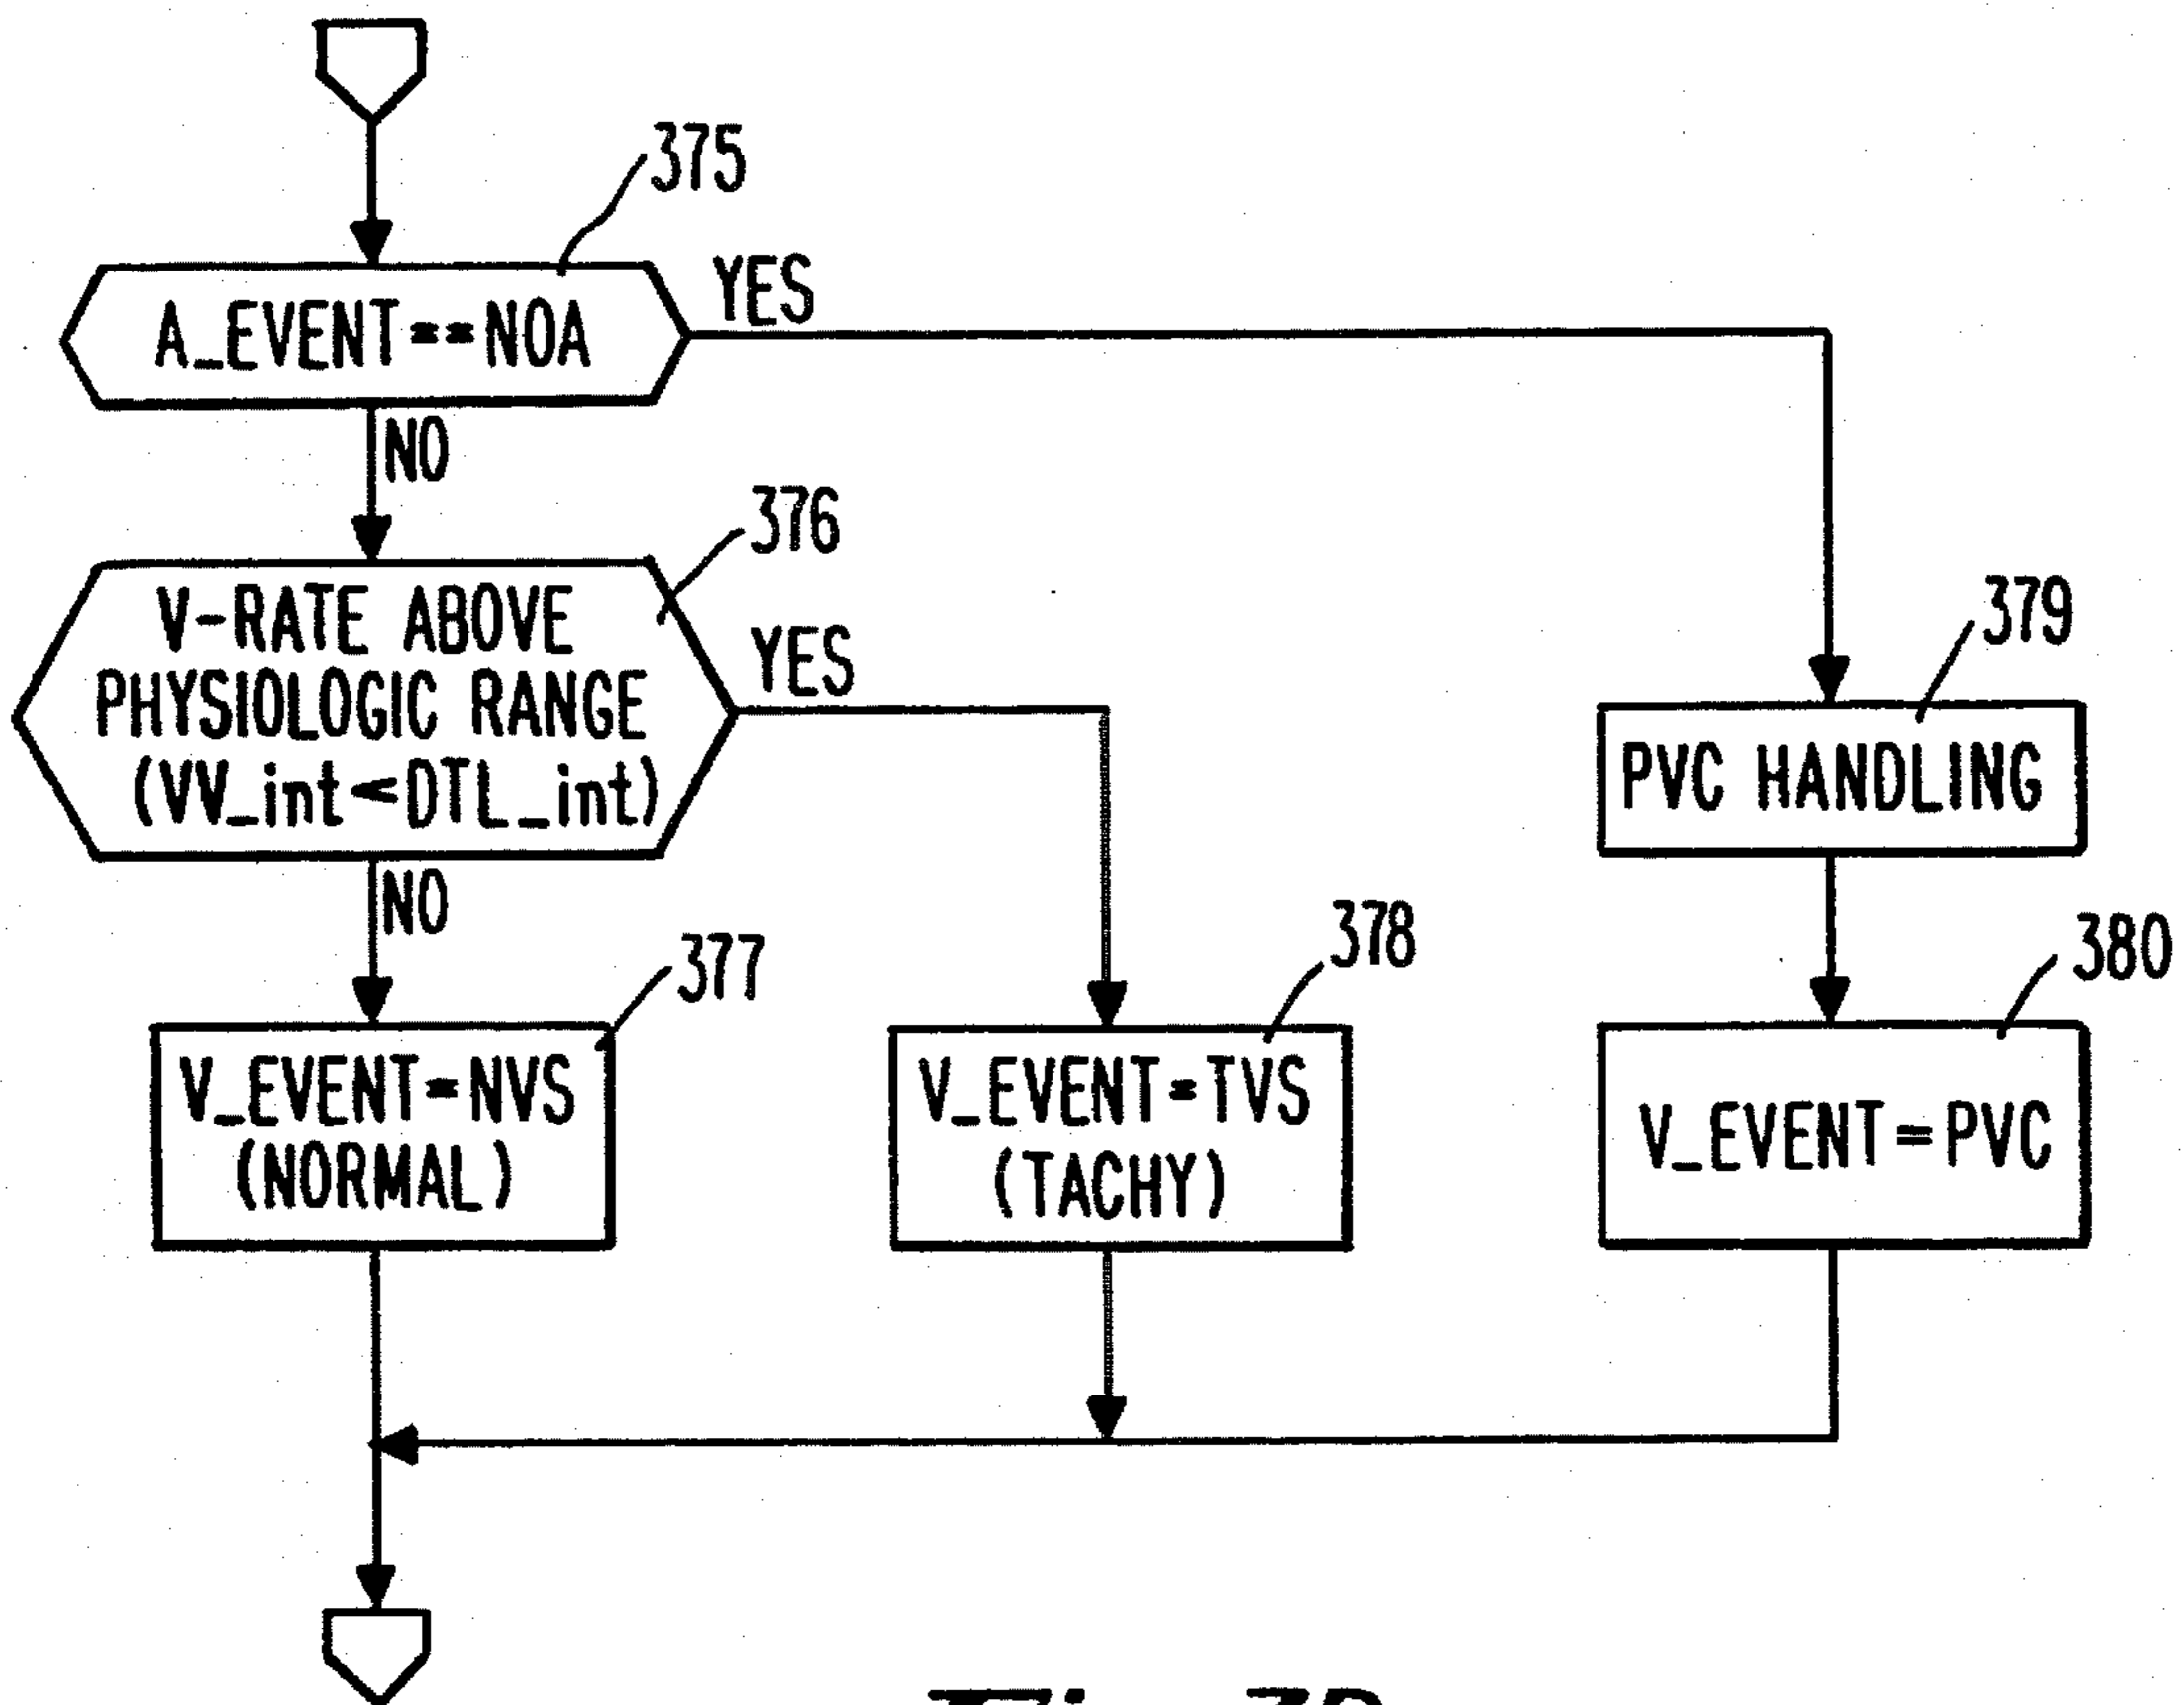 375
A_EVENT==NOA
YES
NO
376
V-RATE ABOVE
PHYSIOLOGIC RANGE
(VV_int<DTL_int)
YES
NO
379
PVC HANDLING
377
V_EVENT=NVS
(NORMAL)
378
V_EVENT=TVS
(TACHY)
380
V_EVENT=PVC